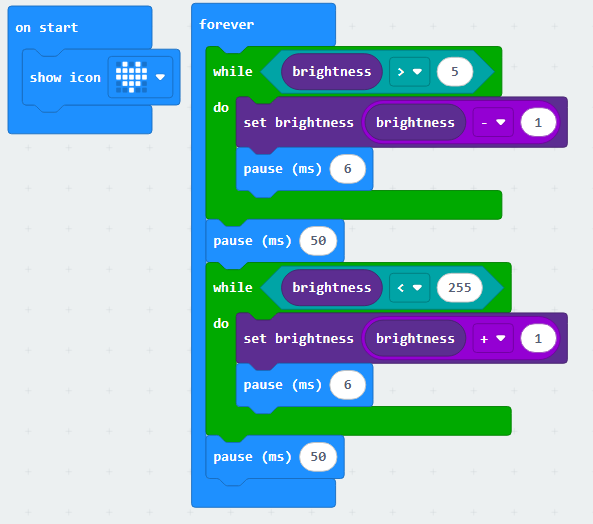 on start
show icon
forever
while brightness > 5
do
set brightness brightness - 1
pause (ms) 6
pause (ms) 50
while brightness < 255
do
set brightness brightness + 1
pause (ms) 6
pause (ms) 50